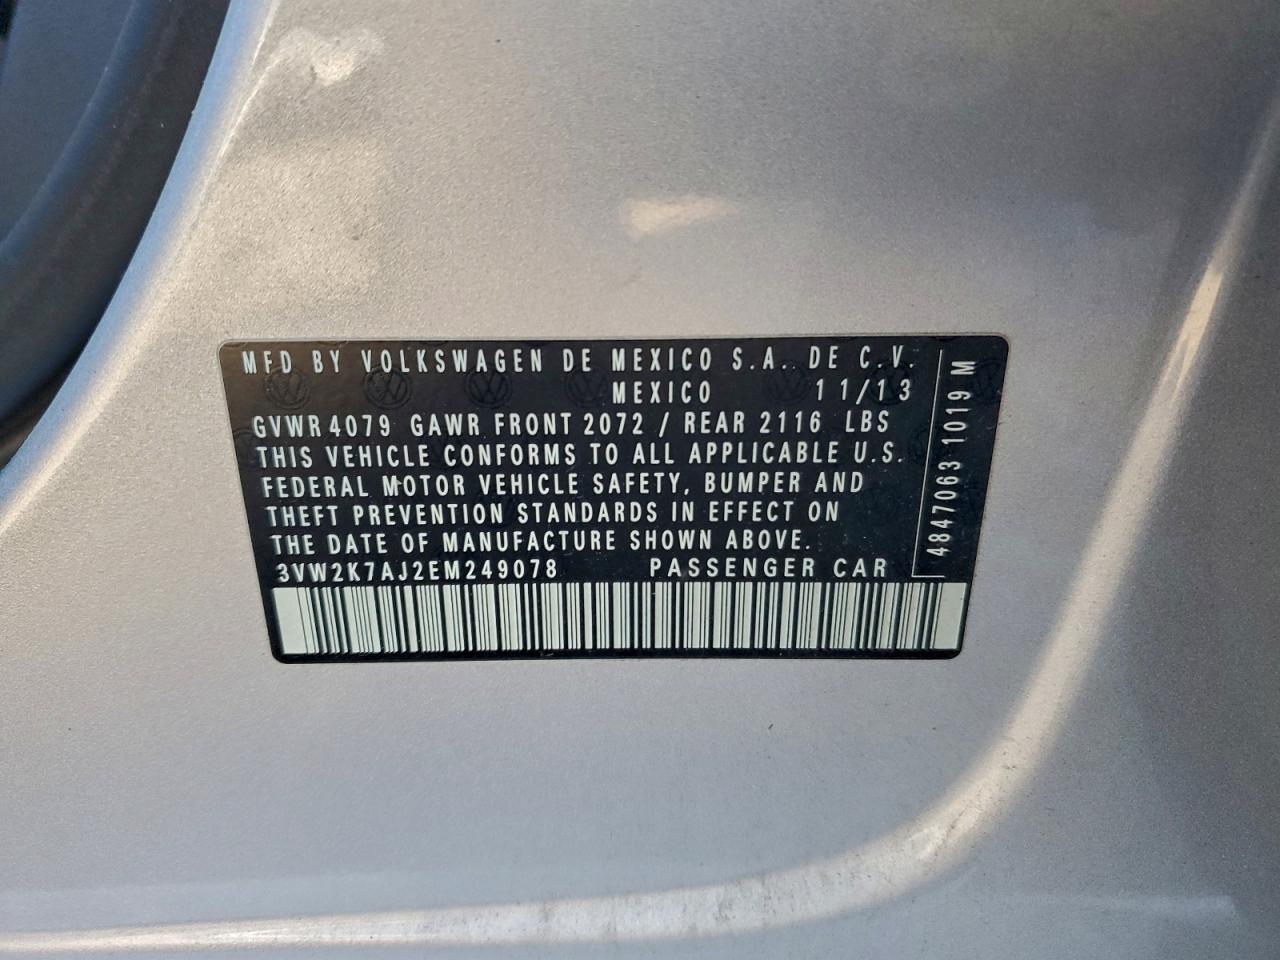 MFD BY VOLKSWAGEN DE MEXICO S.A. DE C.V.
MEXICO 11/13
GVWR 4079 GAWR FRONT 2072 / REAR 2116 LBS
THIS VEHICLE CONFORMS TO ALL APPLICABLE U.S.
FEDERAL MOTOR VEHICLE SAFETY, BUMPER AND
THEFT PREVENTION STANDARDS IN EFFECT ON
THE DATE OF MANUFACTURE SHOWN ABOVE.
3VW2K7AJ2EM249078 PASSENGER CAR
4847063 1019 M